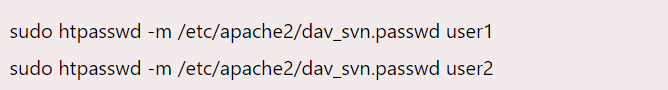 sudo htpasswd -m /etc/apache2/dav_svn.passwd user1
sudo htpasswd -m /etc/apache2/dav_svn.passwd user2